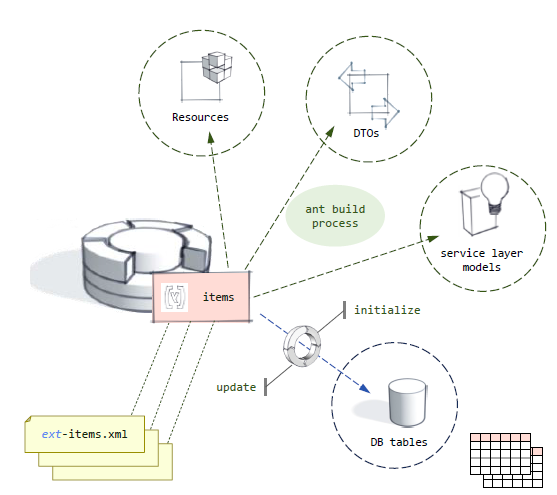 Resources
DTOs
ant build
process
service layer
models
items
initialize
update
ext-items.xml
DB tables